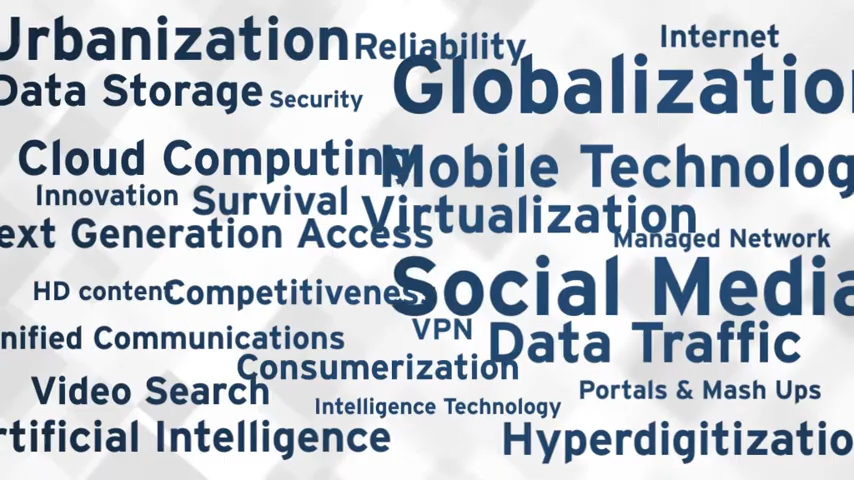 Urbanization
Reliability
Internet
Data Storage
Security
Globalization
Cloud Computing
Mobile Technolog
Innovation
Survival
Virtualization
ext Generation Access
Managed Network
HD content
Competitivenes
Social Media
nified Communications
VPN
Data Traffic
Consumerization
Video Search
Portals & Mash Ups
Intelligence Technology
rtificial Intelligence
Hyperdigitizatio